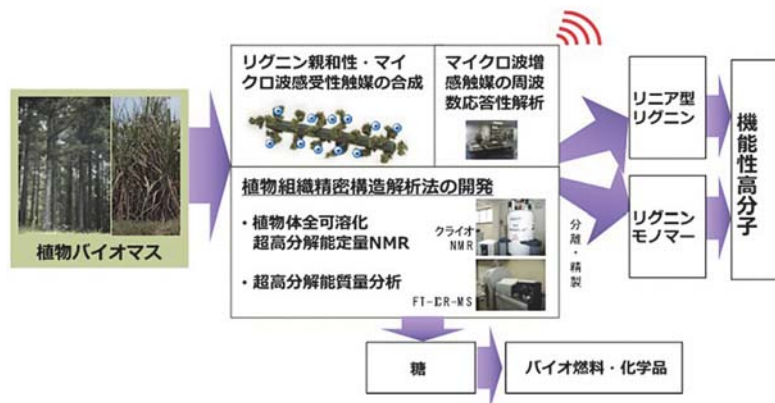 リグニン親和性・マイ
クロ波感受性触媒の合成
マイクロ波増
感触媒の周波
数応答性解析
植物バイオマス
植物組織精密構造解析法の開発
・植物体全可溶化
超高分解能定量NMR
クライオ
NMR
・超高分解能質量分析
FT-ICR-MS
分離・精製
リニア型
リグニン
リグニン
モノマー
機能性高分子
糖
バイオ燃料・化学品